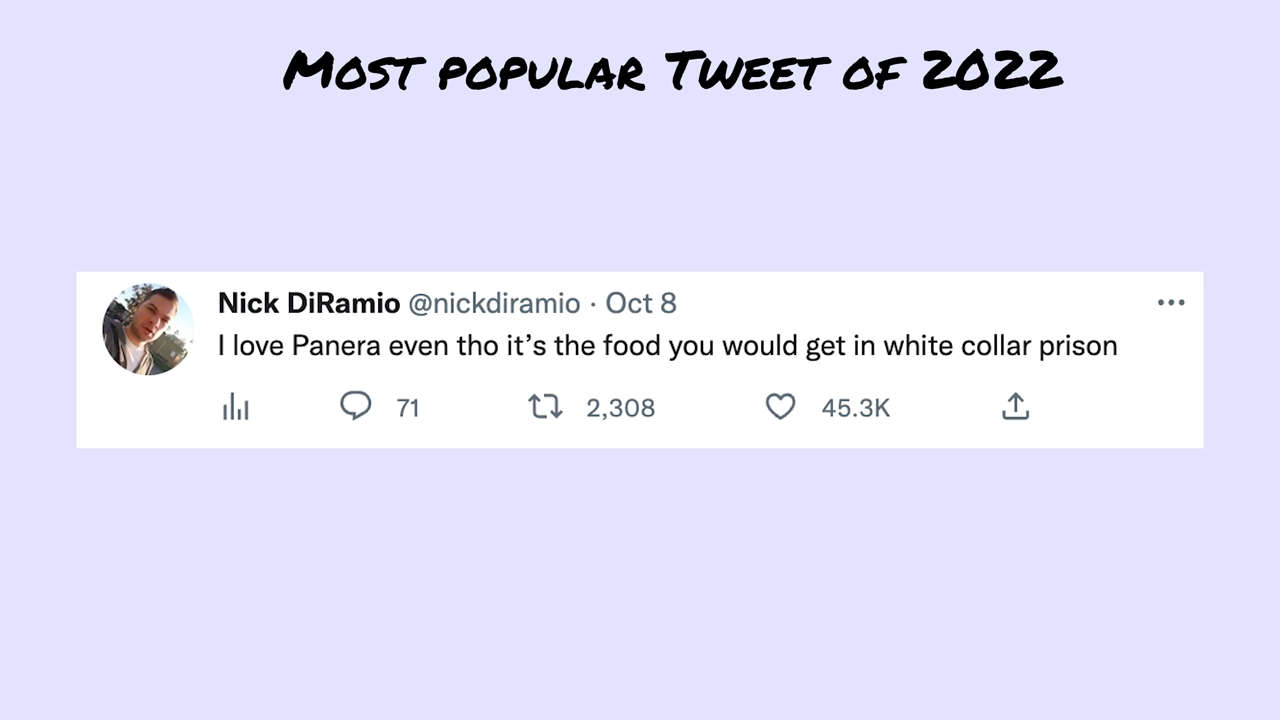 Most popular Tweet of 2022
Nick DiRamio @nickdiramio · Oct 8
I love Panera even tho it’s the food you would get in white collar prison
71 2,308 45.3K